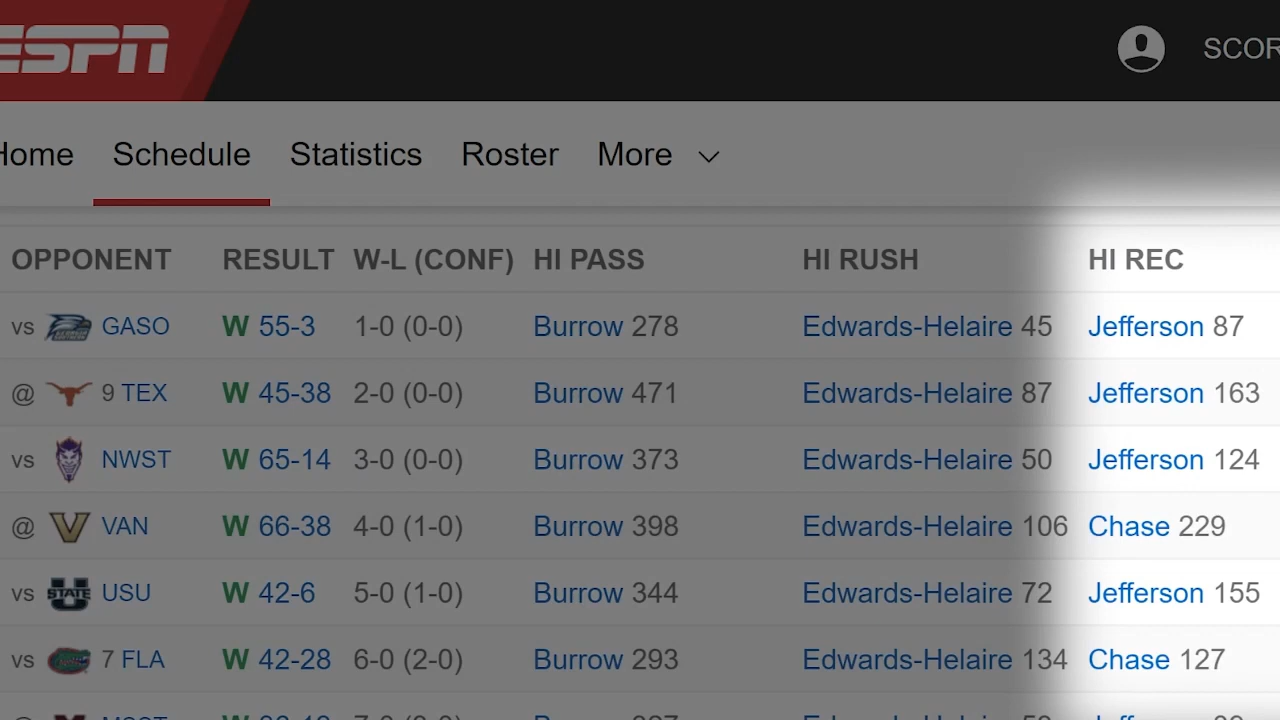 ESPN
SCOR
Home Schedule Statistics Roster More
OPPONENT RESULT W-L (CONF) HI PASS HI RUSH HI REC
vs GASO W 55-3 1-0 (0-0) Burrow 278 Edwards-Helaire 45 Jefferson 87
@ 9 TEX W 45-38 2-0 (0-0) Burrow 471 Edwards-Helaire 87 Jefferson 163
vs NWST W 65-14 3-0 (0-0) Burrow 373 Edwards-Helaire 50 Jefferson 124
@ V VAN W 66-38 4-0 (1-0) Burrow 398 Edwards-Helaire 106 Chase 229
vs STATE USU W 42-6 5-0 (1-0) Burrow 344 Edwards-Helaire 72 Jefferson 155
vs 7 FLA W 42-28 6-0 (2-0) Burrow 293 Edwards-Helaire 134 Chase 127